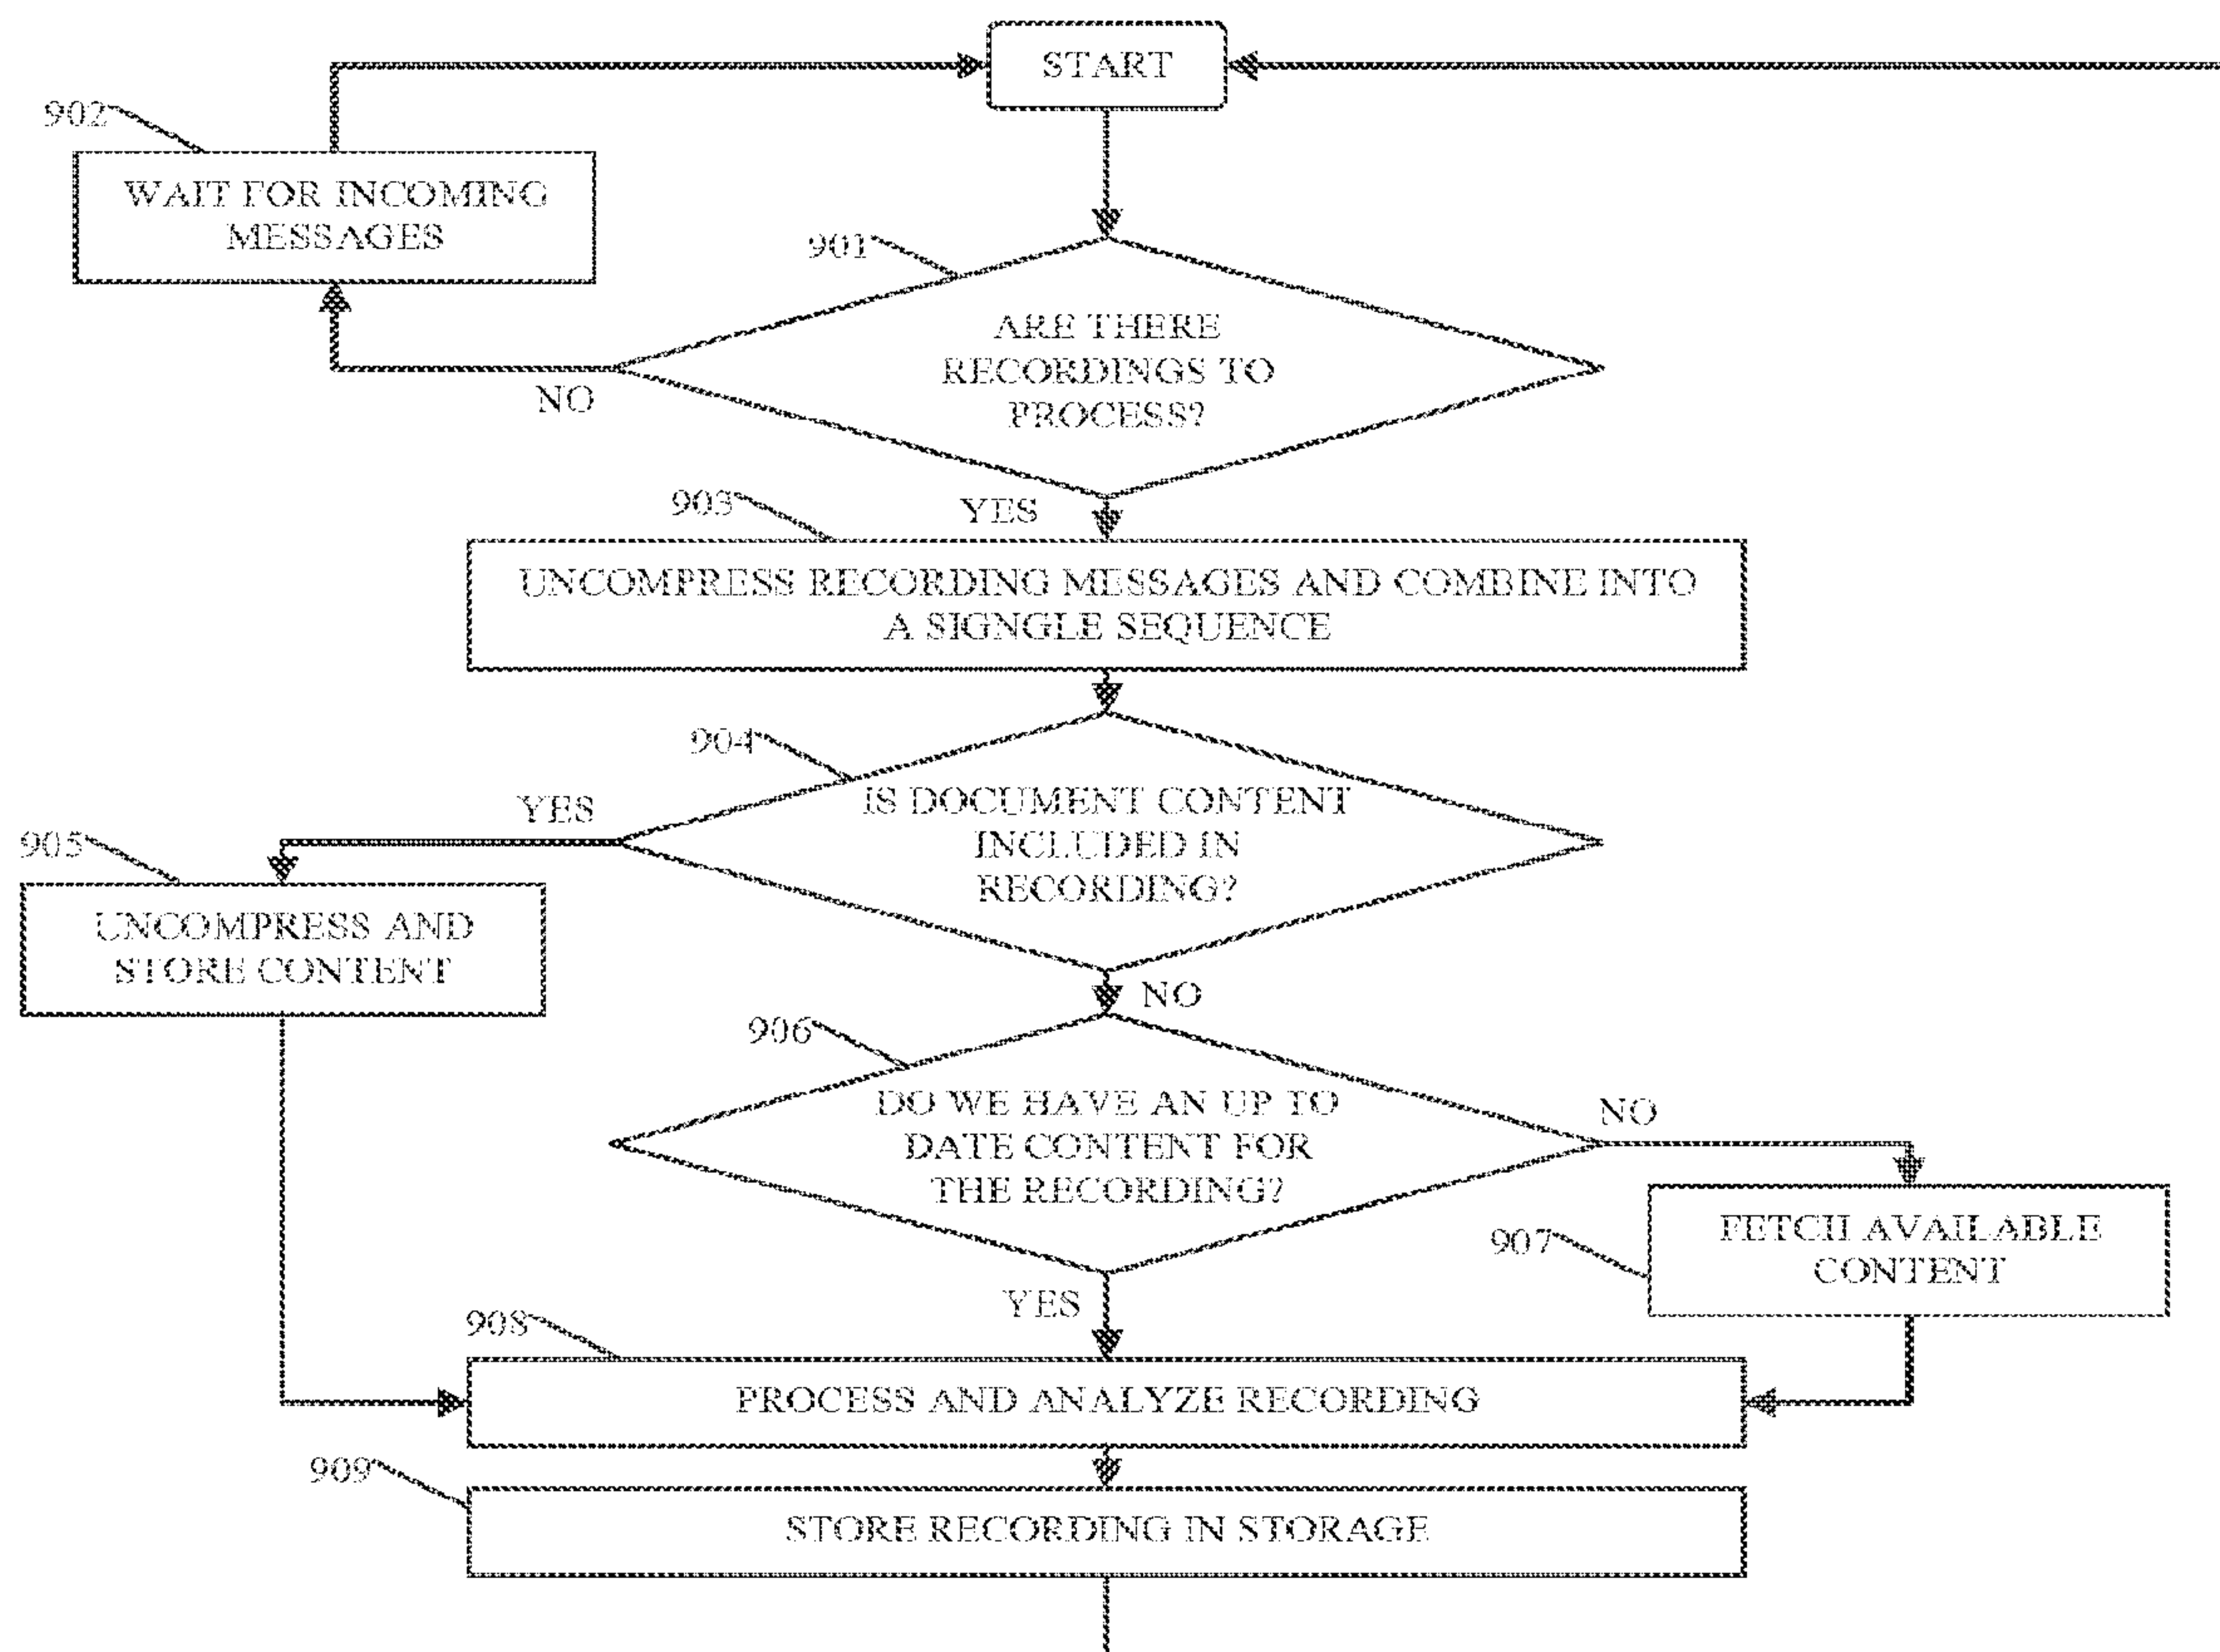 START
902
WAIT FOR INCOMING
MESSAGES
901
ARE THERE
RECORDINGS TO
PROCESS?
NO
903
YES
UNCOMPRESS RECORDING MESSAGES AND COMBINE INTO
A SIGNGLE SEQUENCE
904
YES
IS DOCUMENT CONTENT
INCLUDED IN
RECORDING?
905
UNCOMPRESS AND
STORE CONTENT
NO
906
DO WE HAVE AN UP TO
DATE CONTENT FOR
THE RECORDING?
NO
907
FETCH AVAILABLE
CONTENT
YES
908
PROCESS AND ANALYZE RECORDING
909
STORE RECORDING IN STORAGE